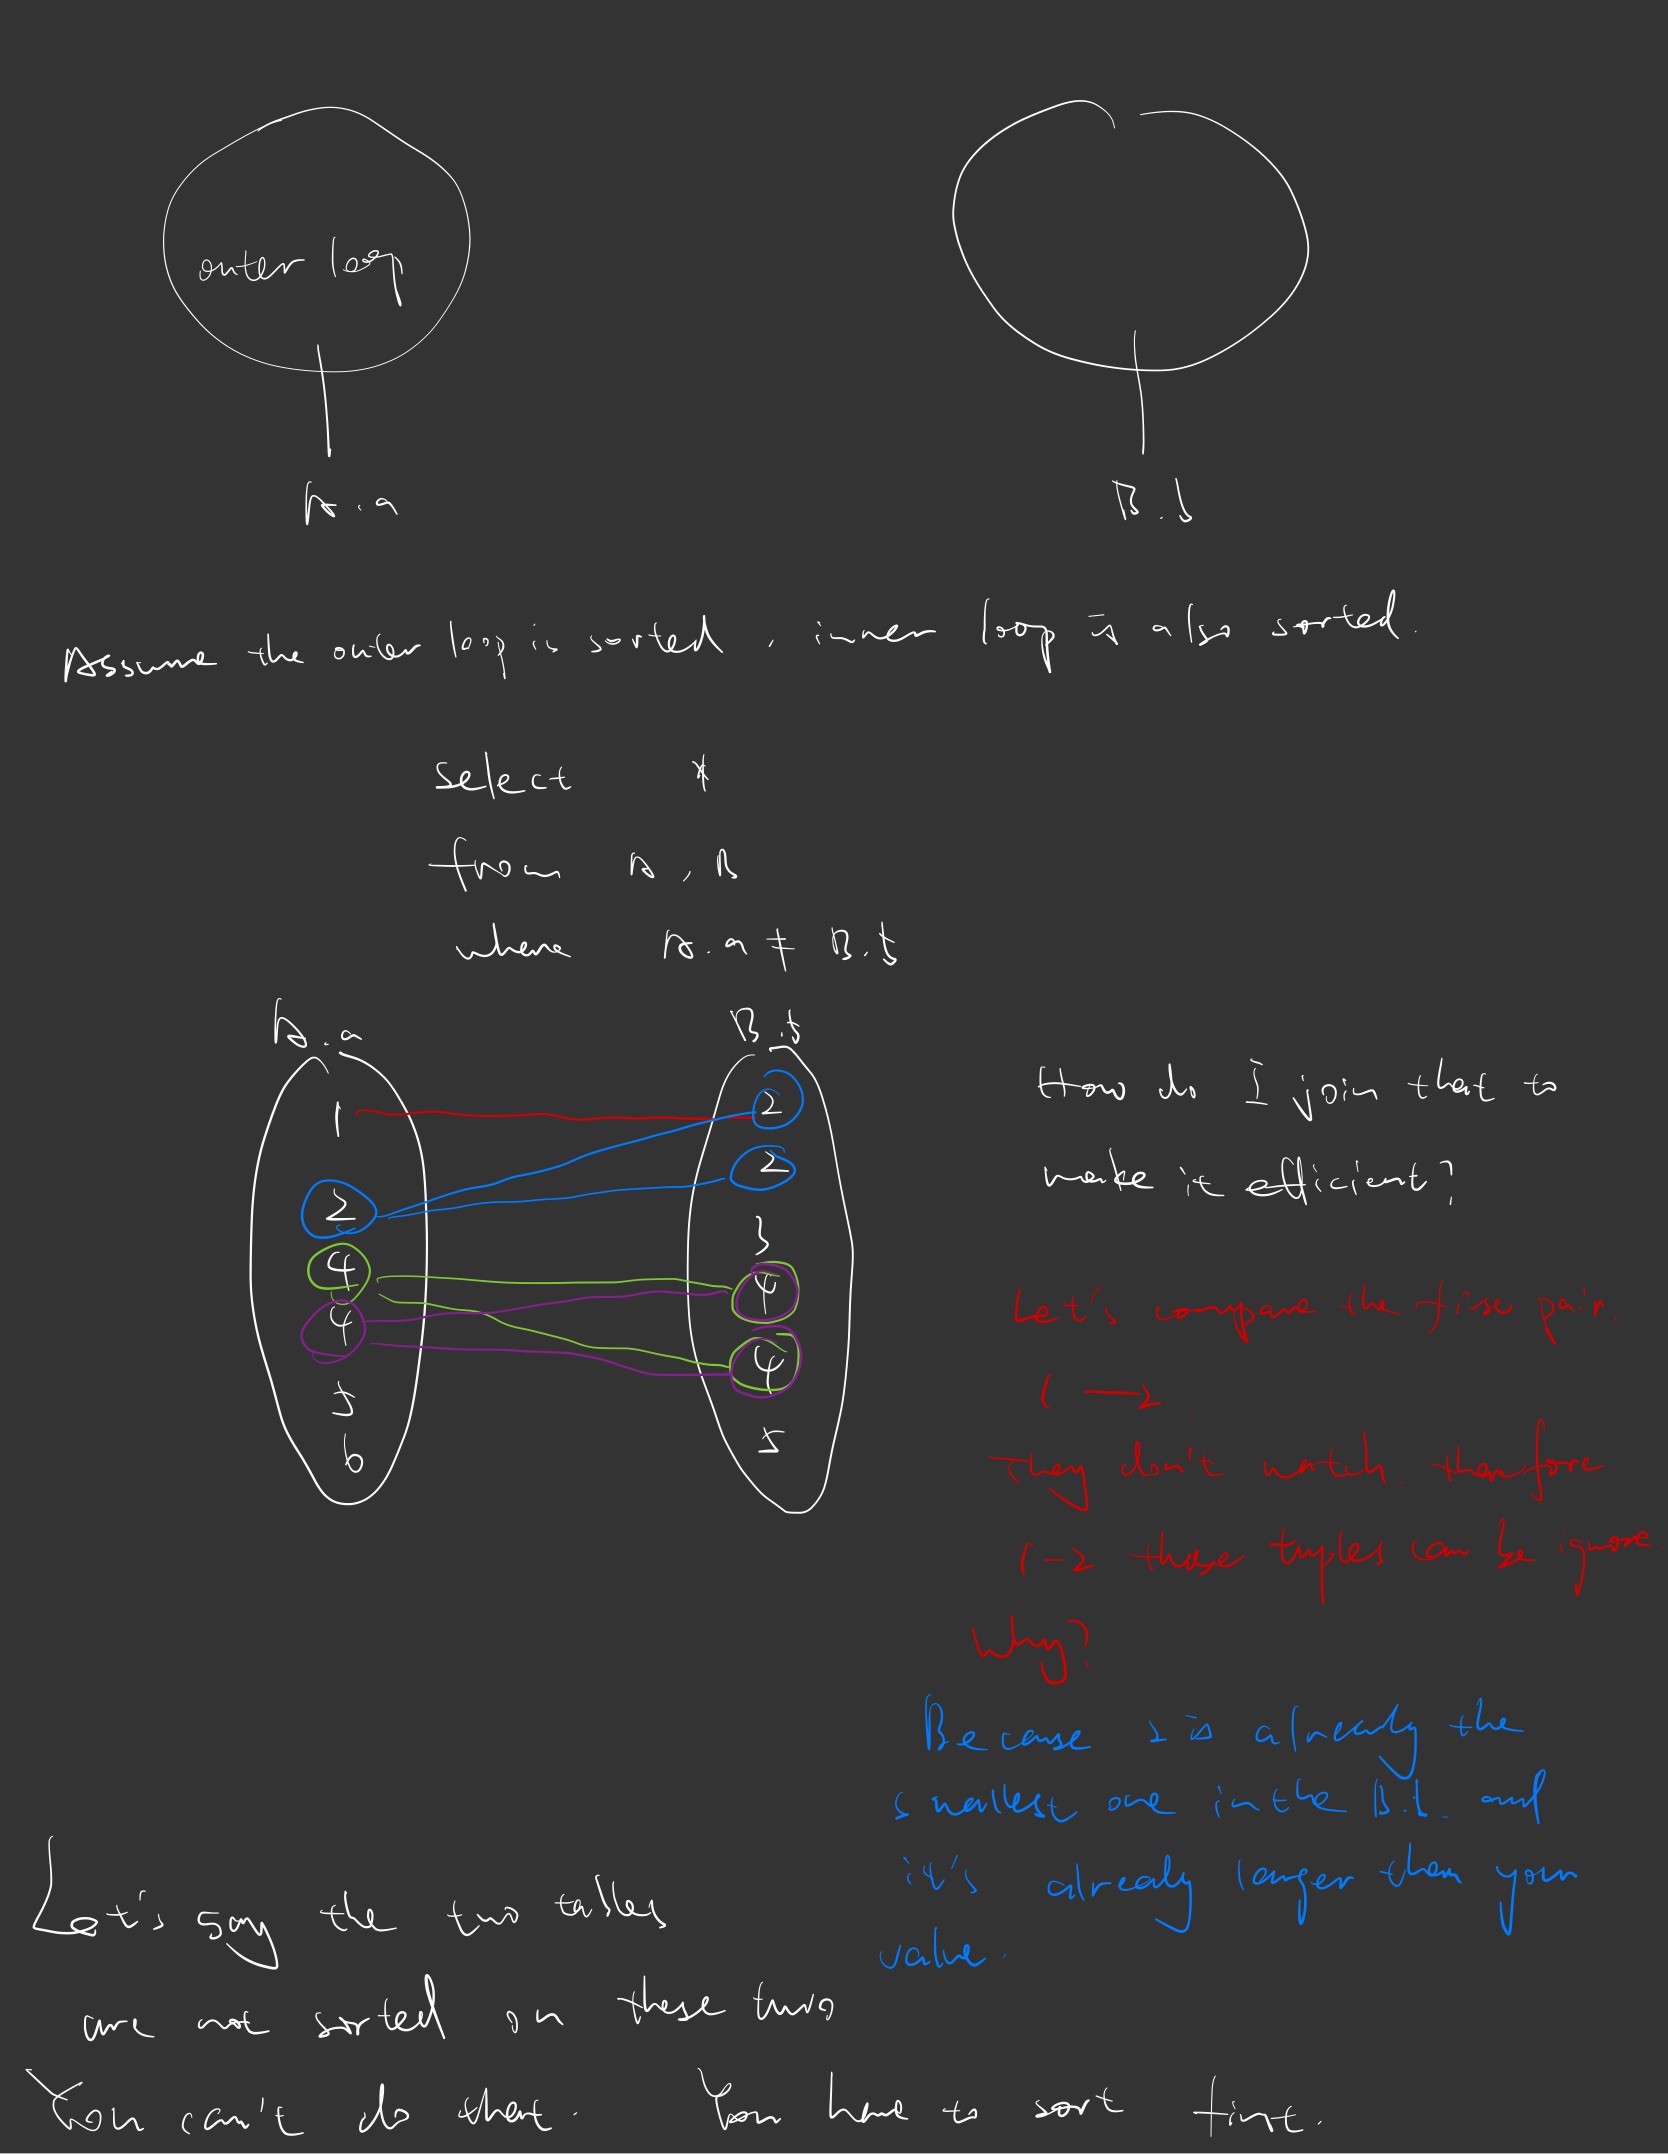 outer loop
A.a
B.b
Assume the outer loop is sorted, inner loop is also sorted.
select *
from A, B
where A.a = B.b
A.a
B.b
1
2
4
4
5
6
2
2
3
4
4
5
How do I join that to
make it efficient?
Let's compare the first pair.
1 → 2
They don't match. therefore
1-2 these tuples can be ignore.
Why?
Because 2 is already the
smallest one in the B.b. and
it's already larger than your
value.
Let's say the two tables
are not sorted on these two
You can't do that. You have to sort first.